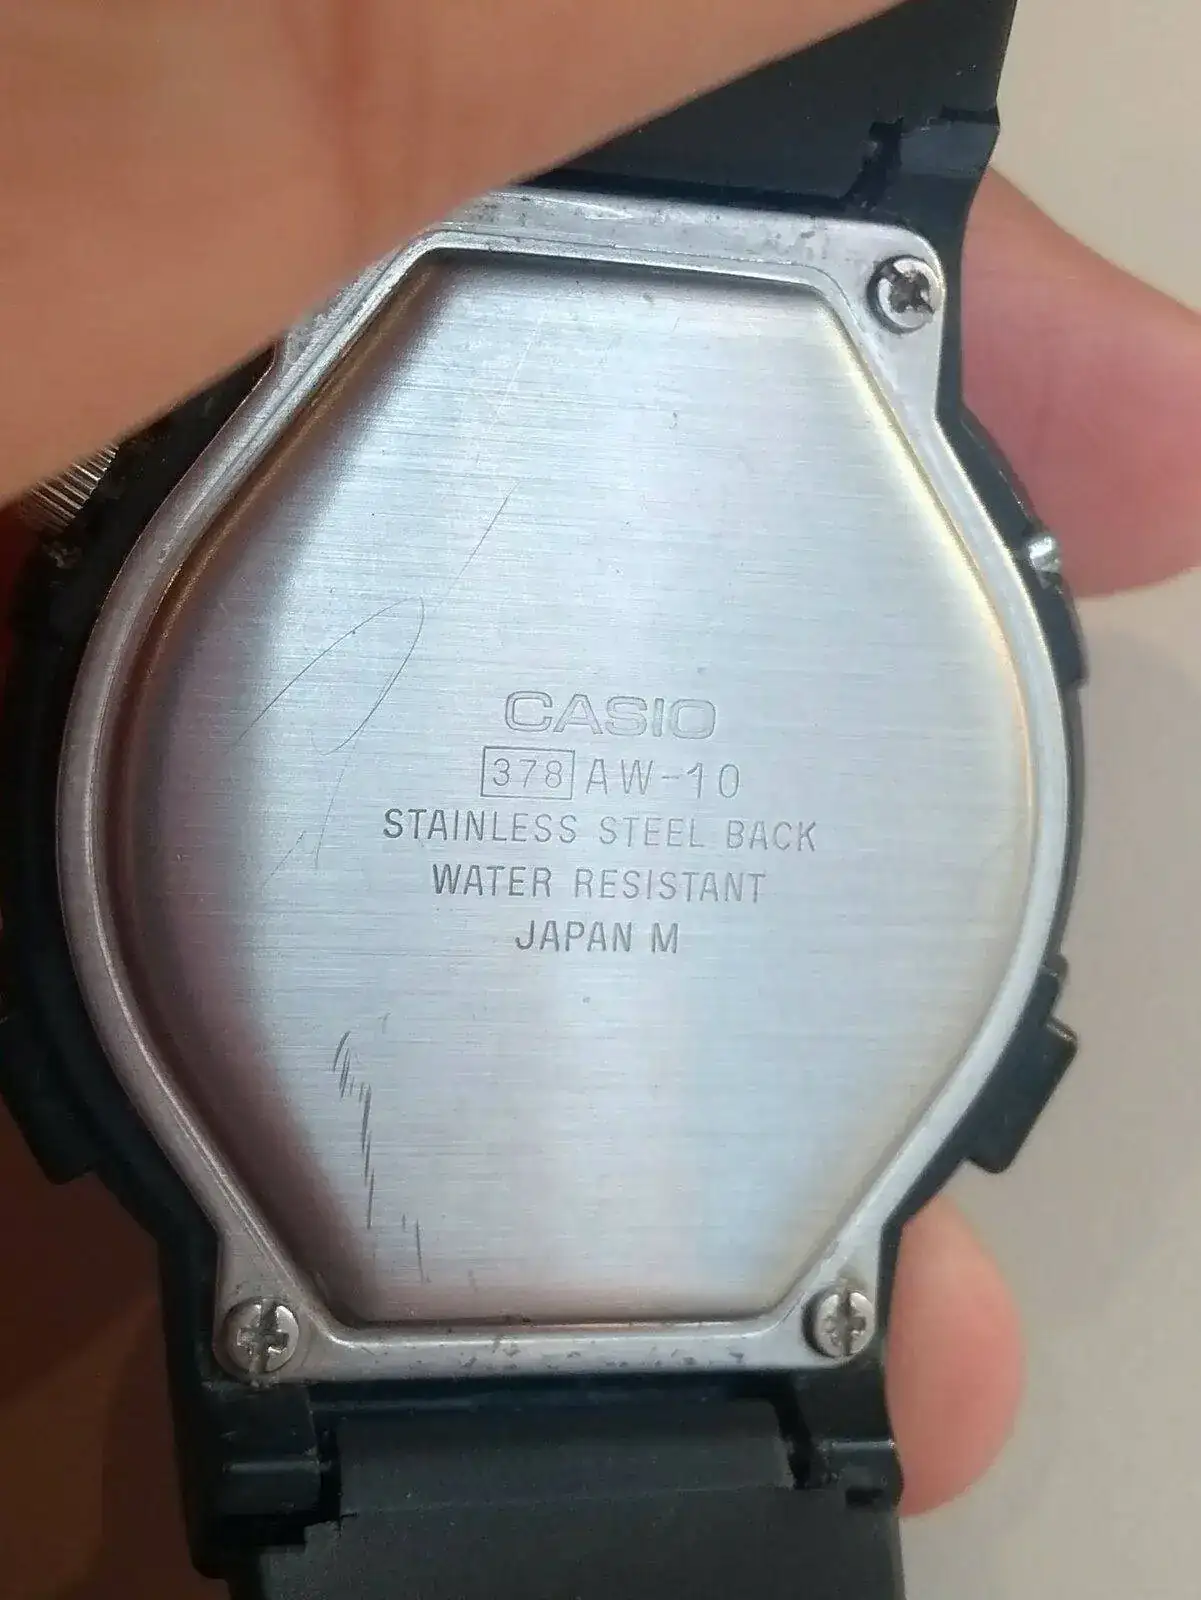 CASIO
378 AW-10
STAINLESS STEEL BACK
WATER RESISTANT
JAPAN M